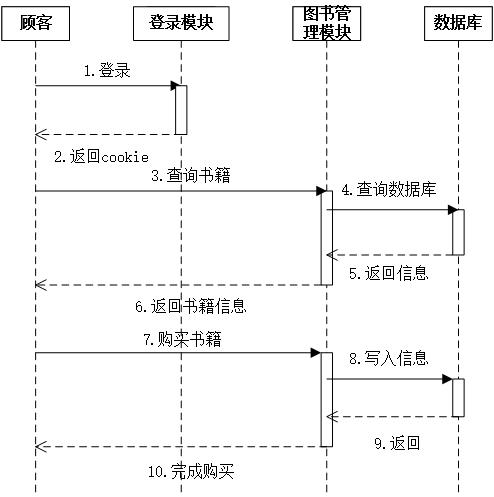 顾客
登录模块
图书管
理模块
数据库
1.登录
2.返回cookie
3.查询书籍
4.查询数据库
5.返回信息
6.返回书籍信息
7.购买书籍
8.写入信息
9.返回
10.完成购买